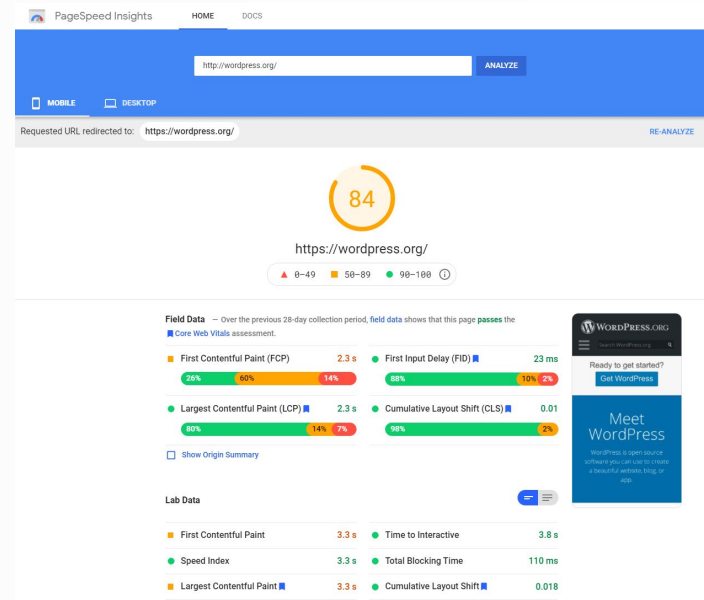 PageSpeed Insights HOME DOCS
http://wordpress.org/ ANALYZE
MOBILE DESKTOP
Requested URL redirected to: https://wordpress.org/ RE-ANALYZE
84
https://wordpress.org/
0–49 50–89 90–100
Field Data — Over the previous 28-day collection period, field data shows that this page passes the
Core Web Vitals assessment.
First Contentful Paint (FCP) 2.3 s
26% 60% 14%
First Input Delay (FID) 23 ms
88% 10% 2%
Largest Contentful Paint (LCP) 2.3 s
80% 14% 7%
Cumulative Layout Shift (CLS) 0.01
98% 2%
Show Origin Summary
WORDPRESS.ORG
Search WordPress.org
Ready to get started?
Get WordPress
Meet
WordPress
WordPress is open source
software you can use to create
a beautiful website, blog, or
app.
Lab Data
First Contentful Paint 3.3 s
Time to Interactive 3.8 s
Speed Index 3.3 s
Total Blocking Time 110 ms
Largest Contentful Paint 3.3 s
Cumulative Layout Shift 0.018